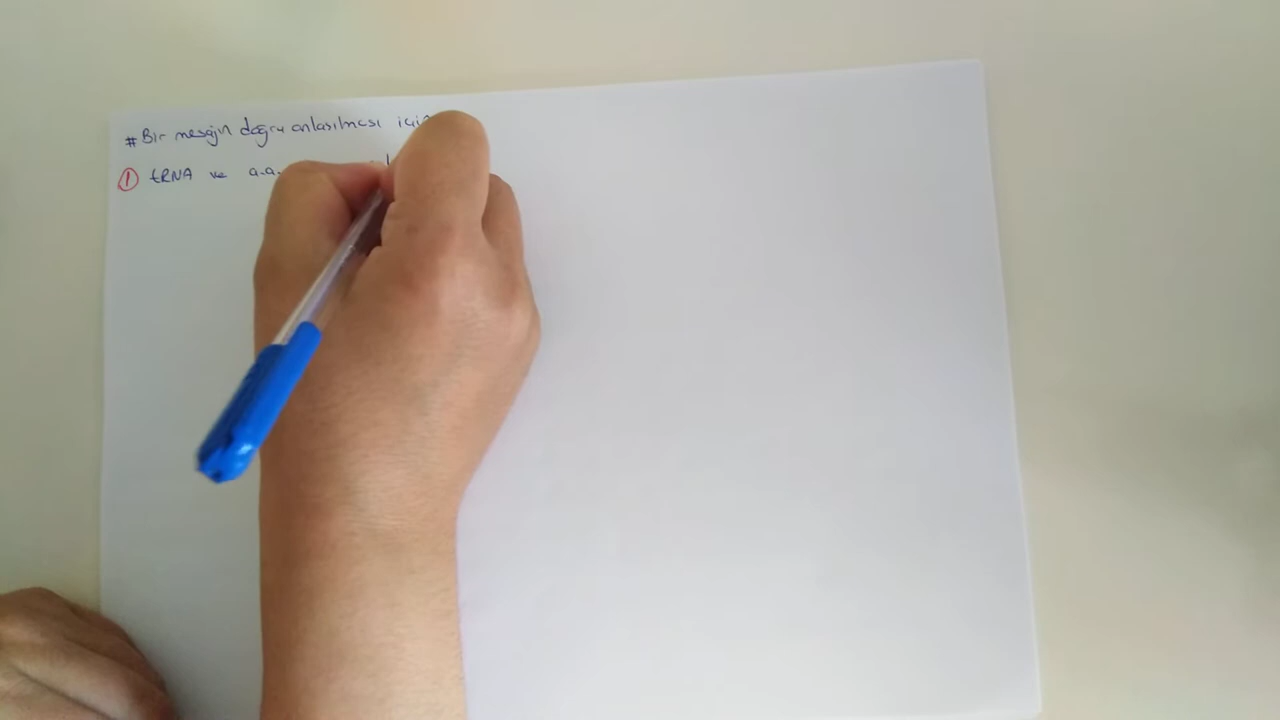 # Bir mesajın doğru anlaşılması için
① tRNA ve a.a.